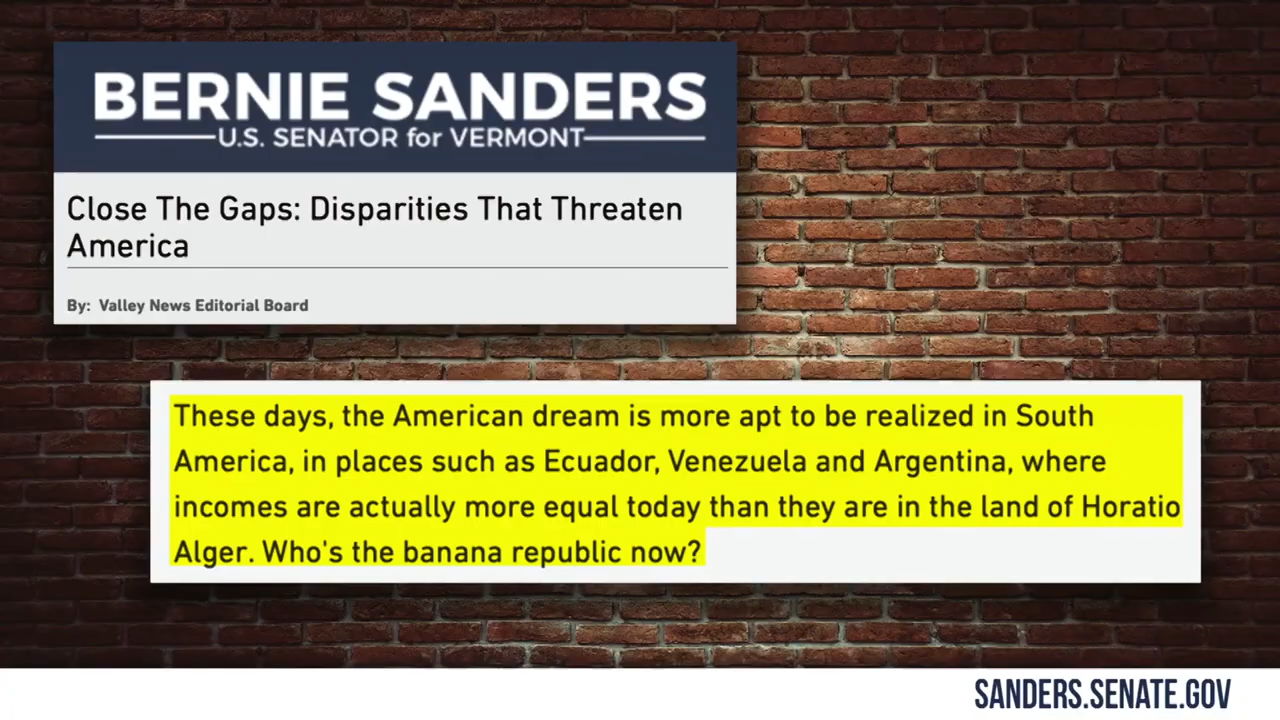 BERNIE SANDERS
U.S. SENATOR for VERMONT
Close The Gaps: Disparities That Threaten
America
By: Valley News Editorial Board
These days, the American dream is more apt to be realized in South
America, in places such as Ecuador, Venezuela and Argentina, where
incomes are actually more equal today than they are in the land of Horatio
Alger. Who's the banana republic now?
SANDERS.SENATE.GOV